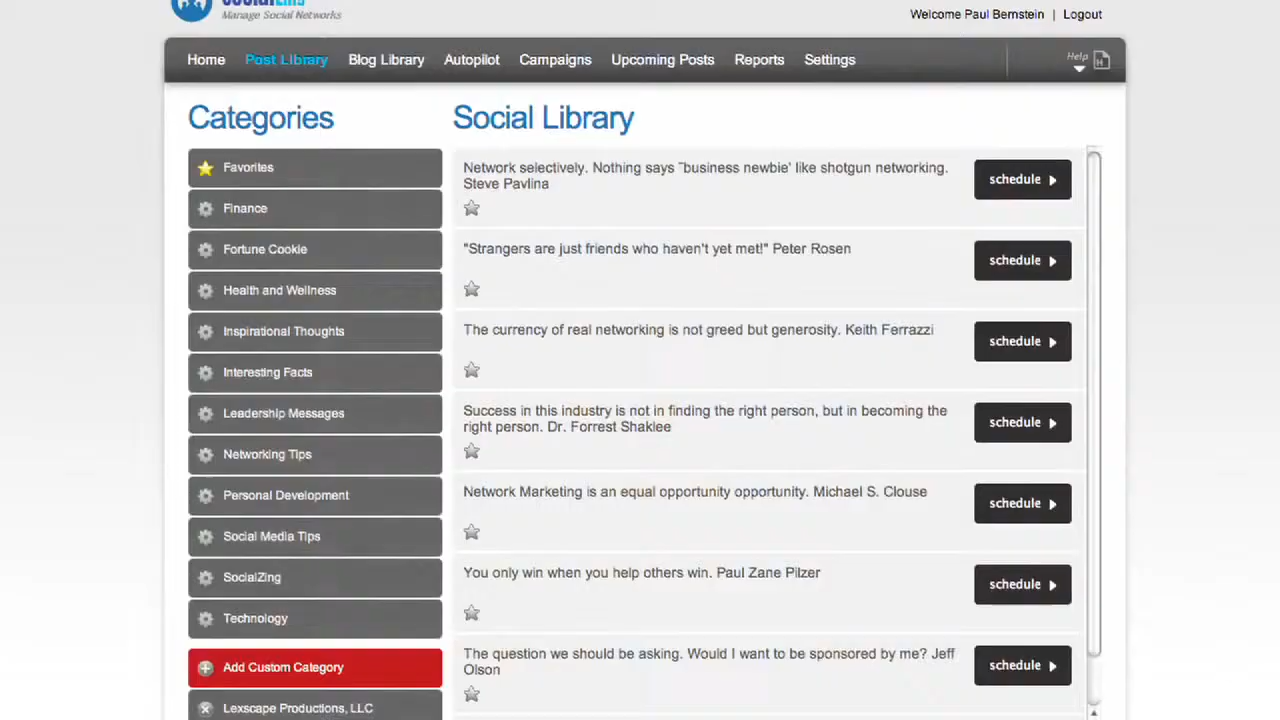 Manage Social Networks
Welcome Paul Bernstein | Logout
Home Post Library Blog Library Autopilot Campaigns Upcoming Posts Reports Settings Help
Categories
Favorites
Finance
Fortune Cookie
Health and Wellness
Inspirational Thoughts
Interesting Facts
Leadership Messages
Networking Tips
Personal Development
Social Media Tips
SocialZing
Technology
Add Custom Category
Lexscape Productions, LLC
Social Library
Network selectively. Nothing says ˜business newbie' like shotgun networking.
Steve Pavlina
schedule
"Strangers are just friends who haven't yet met!" Peter Rosen
schedule
The currency of real networking is not greed but generosity. Keith Ferrazzi
schedule
Success in this industry is not in finding the right person, but in becoming the
right person. Dr. Forrest Shaklee
schedule
Network Marketing is an equal opportunity opportunity. Michael S. Clouse
schedule
You only win when you help others win. Paul Zane Pilzer
schedule
The question we should be asking. Would I want to be sponsored by me? Jeff
Olson
schedule